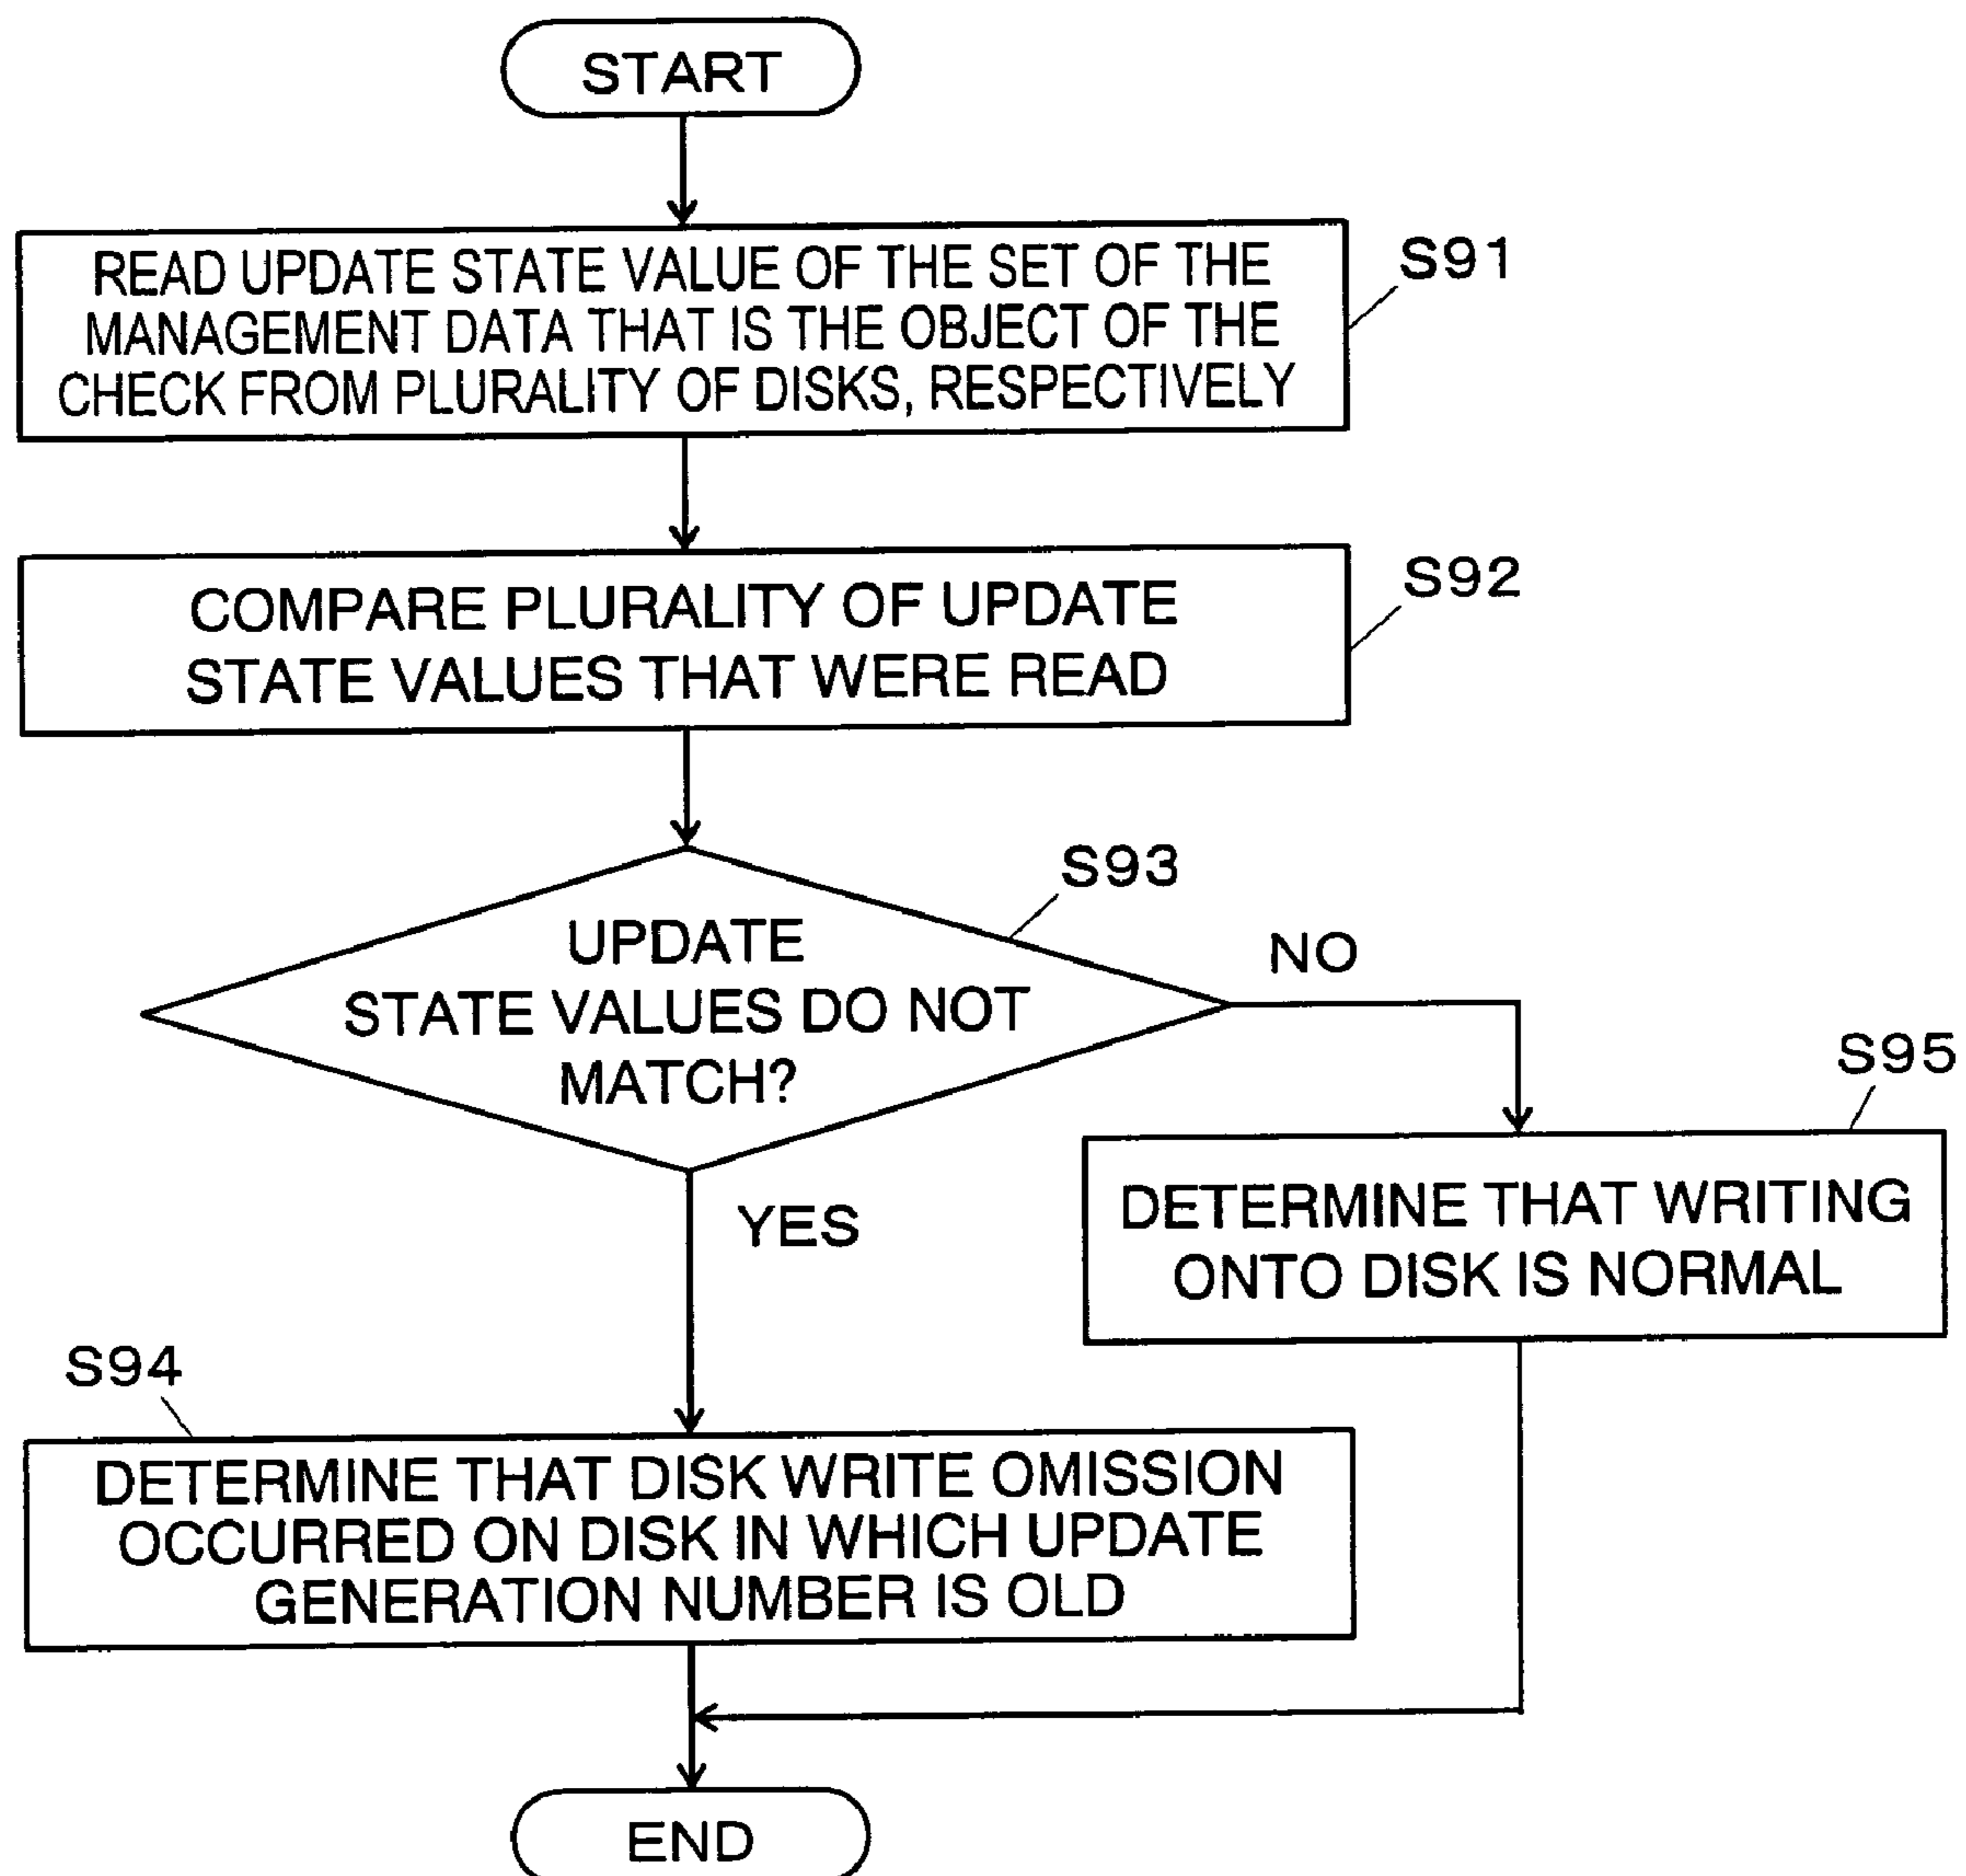 START
READ UPDATE STATE VALUE OF THE SET OF THE
MANAGEMENT DATA THAT IS THE OBJECT OF THE
CHECK FROM PLURALITY OF DISKS, RESPECTIVELY
S91
COMPARE PLURALITY OF UPDATE
STATE VALUES THAT WERE READ
S92
UPDATE
STATE VALUES DO NOT
MATCH?
S93
NO
YES
S95
DETERMINE THAT WRITING
ONTO DISK IS NORMAL
S94
DETERMINE THAT DISK WRITE OMISSION
OCCURRED ON DISK IN WHICH UPDATE
GENERATION NUMBER IS OLD
END